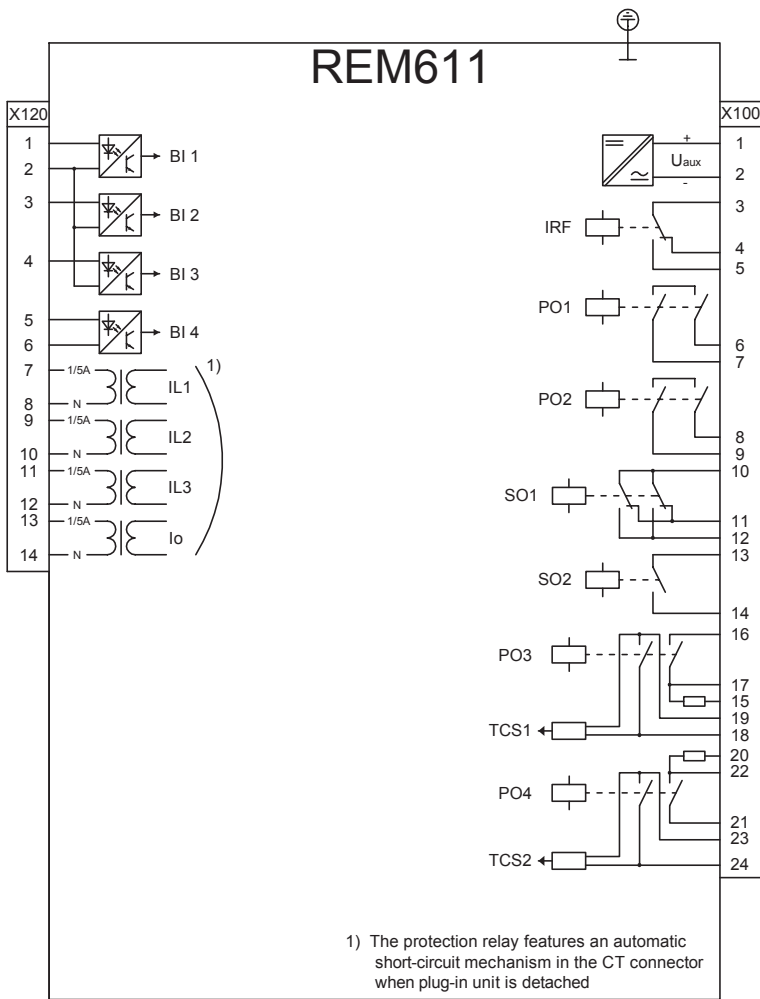 REM611
X120
X100
1
2
3
4
5
6
7
8
9
10
11
12
13
14
BI 1
BI 2
BI 3
BI 4
1/5A
N
IL1
1/5A
N
IL2
1/5A
N
IL3
1/5A
N
Io
1)
+
Uaux
-
IRF
PO1
PO2
SO1
SO2
PO3
TCS1
PO4
TCS2
1
2
3
4
5
6
7
8
9
10
11
12
13
14
16
17
15
19
18
20
22
21
23
24
1) The protection relay features an automatic
short-circuit mechanism in the CT connector
when plug-in unit is detached